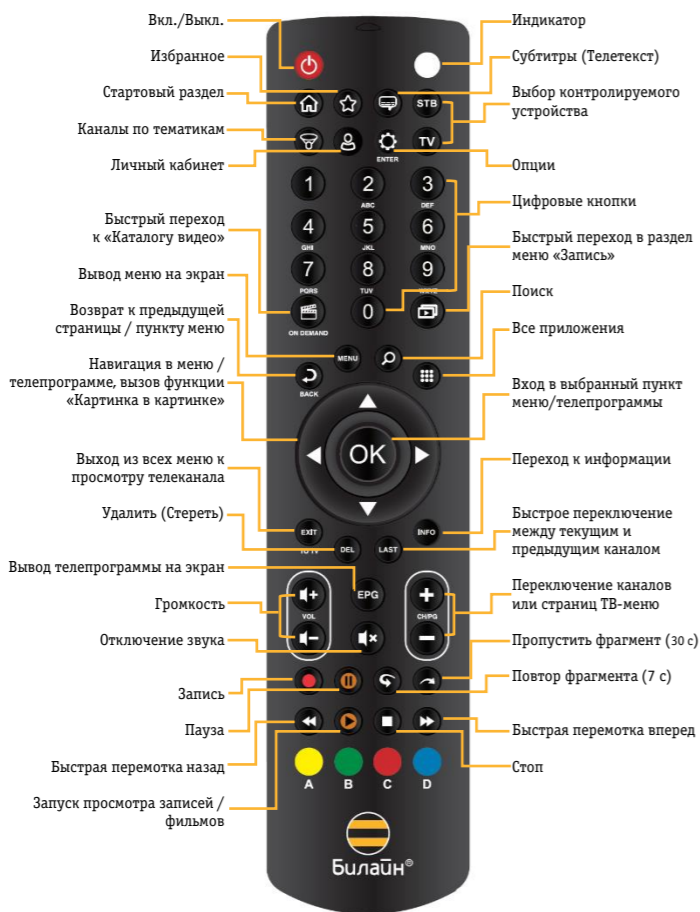 Вкл./Выкл.
Индикатор
Избранное
Субтитры (Телетекст)
Стартовый раздел
Выбор контролируемого
устройства
Каналы по тематикам
Личный кабинет
Опции
STB
TV
ENTER
1
2
3
ABC
DEF
4
5
6
GHI
JKL
MNO
7
8
9
PQRS
TUV
WXYZ
0
ON DEMAND
Цифровые кнопки
Быстрый переход
к «Каталогу видео»
Быстрый переход в раздел
меню «Запись»
Вывод меню на экран
Поиск
Возврат к предыдущей
страницы / пункту меню
Все приложения
MENU
BACK
Навигация в меню /
телепрограмме, вызов функции
«Картинка в картинке»
Вход в выбранный пункт
меню/телепрограммы
OK
Выход из всех меню к
просмотру телеканала
Переход к информации
EXIT
TO TV
INFO
Удалить (Стереть)
DEL
LAST
Быстрое переключение
между текущим и
предыдущим каналом
Вывод телепрограммы на экран
EPG
Громкость
VOL
CH/PG
Переключение каналов
или страниц ТВ-меню
Отключение звука
Пропустить фрагмент (30 с)
Запись
Повтор фрагмента (7 с)
Пауза
Быстрая перемотка вперед
Быстрая перемотка назад
Стоп
Запуск просмотра записей /
фильмов
A
B
C
D
Билайн®